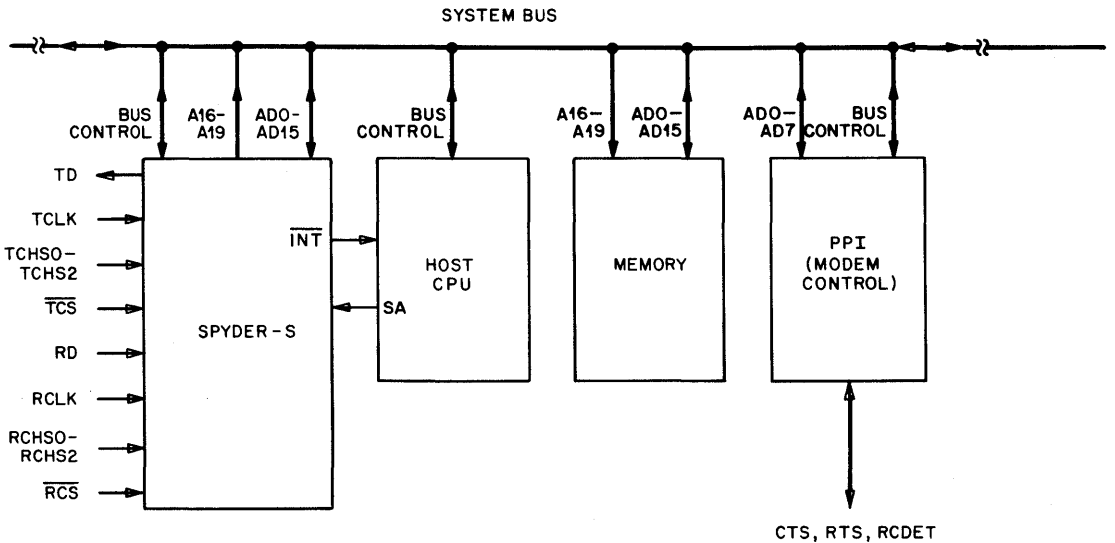 SYSTEM BUS
BUS CONTROL
A16-A19
AD0-AD15
BUS CONTROL
A16-A19
AD0-AD15
AD0-AD7
BUS CONTROL
TD
TCLK
TCHS0-
TCHS2
TCS
RD
RCLK
RCHS0-
RCHS2
RCS
INT
SPYDER-S
SA
HOST
CPU
MEMORY
PPI
(MODEM
CONTROL)
CTS, RTS, RCDET